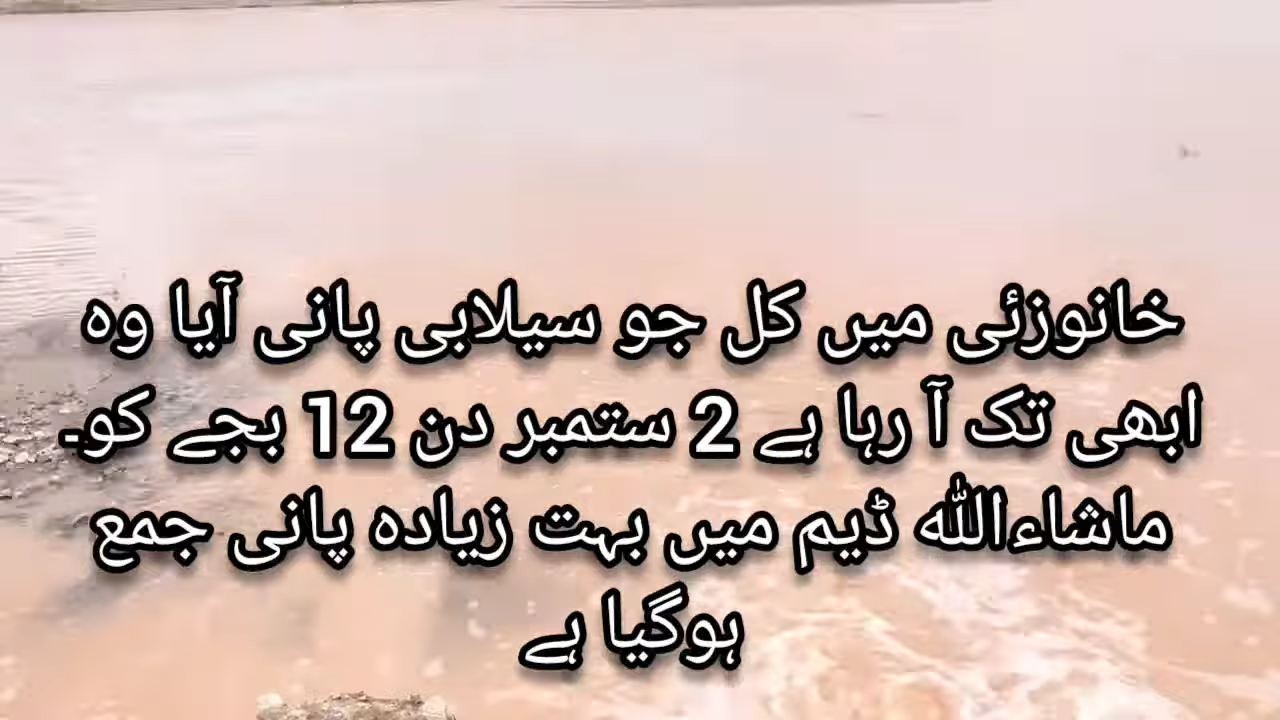 خانوزئی میں کل جو سیلابی پانی آیا وہ
ابھی تک آ رہا ہے 2 ستمبر دن 12 بجے کو۔
ماشاءاللہ ڈیم میں بہت زیادہ پانی جمع
ہوگیا ہے